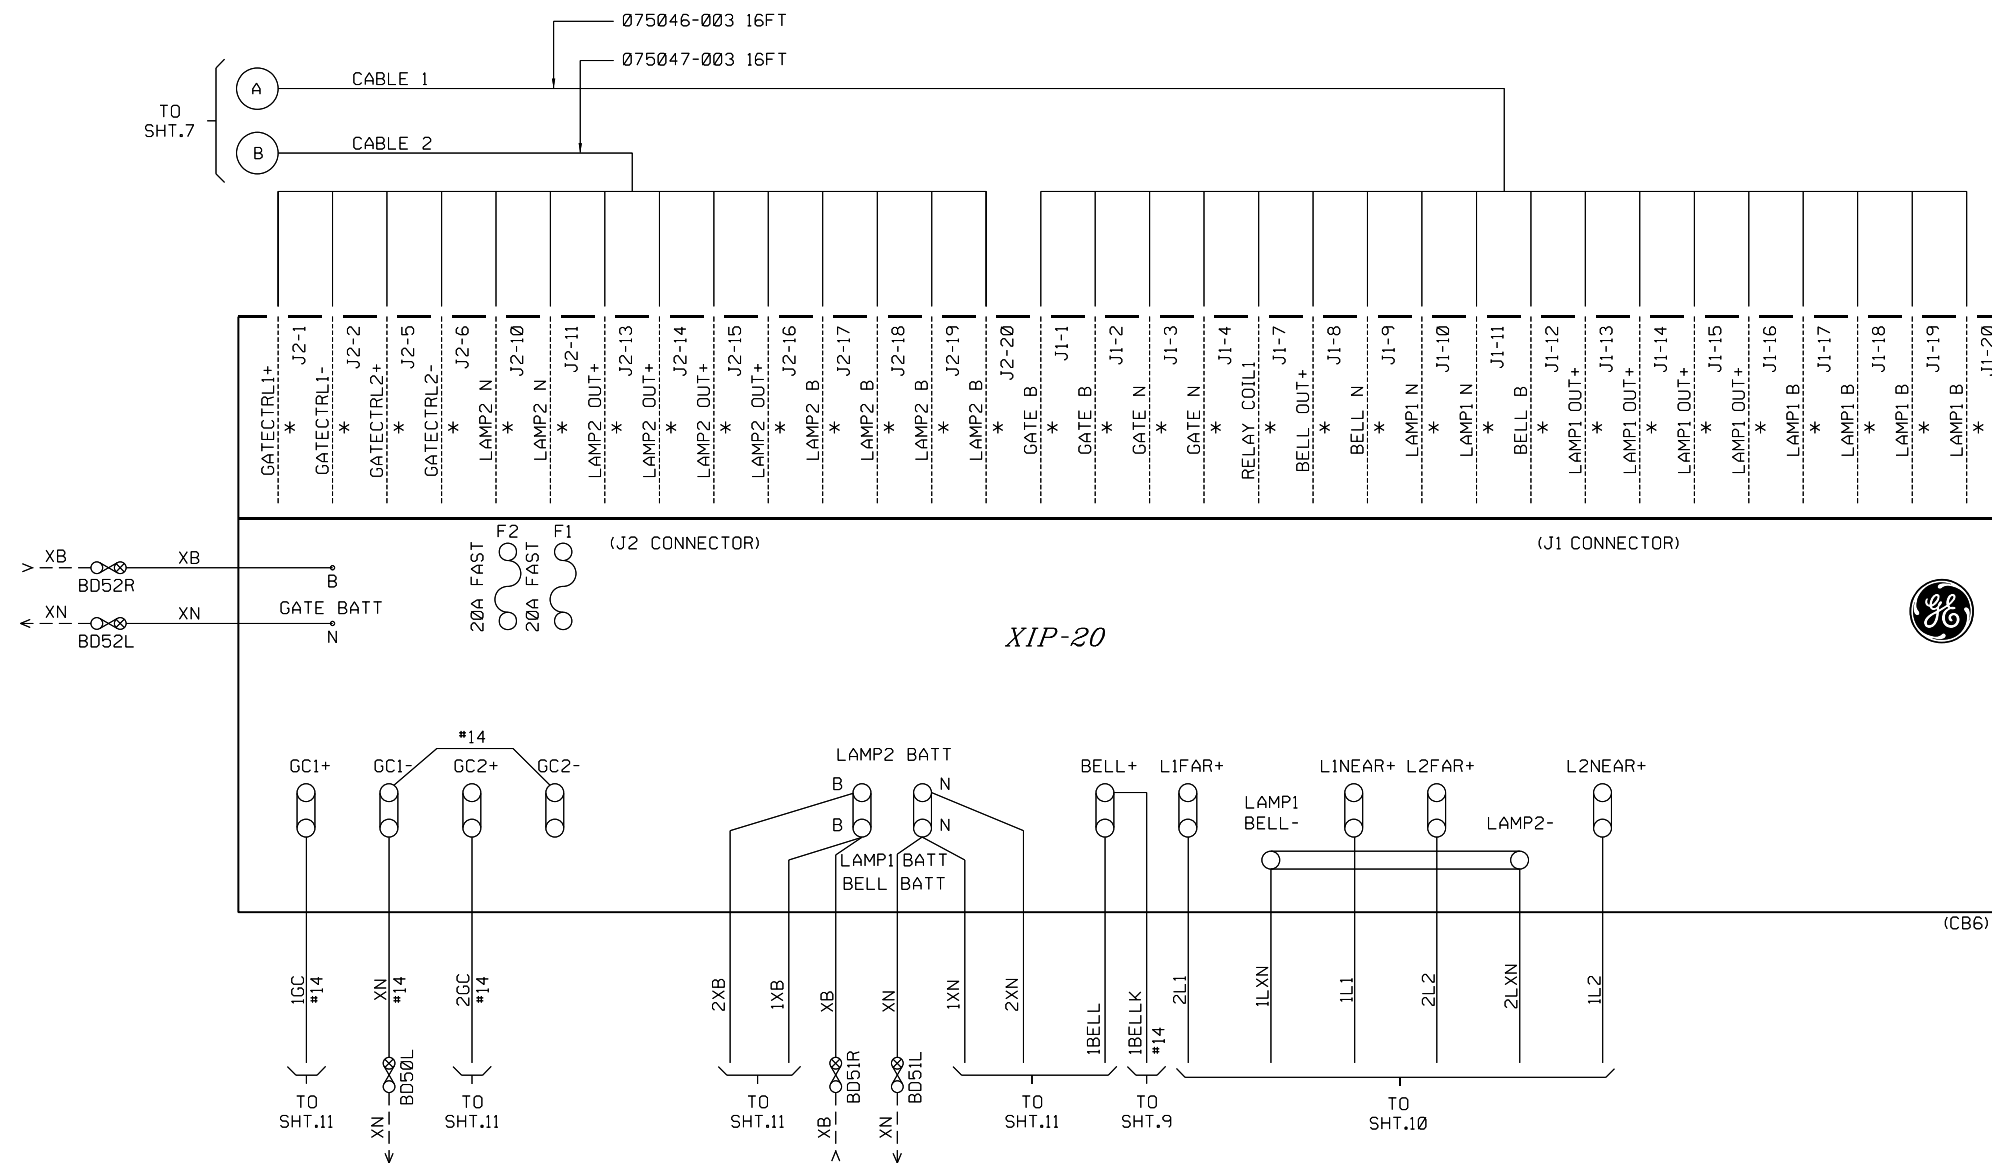 075046-003 16FT
075047-003 16FT
TO
SHT.7
A
CABLE 1
B
CABLE 2
GATECTRL1+
J2-1
*
GATECTRL1-
J2-2
*
GATECTRL2+
J2-5
*
GATECTRL2-
J2-6
*
LAMP2 N
J2-10
*
LAMP2 N
J2-11
*
LAMP2 OUT+
J2-13
*
LAMP2 OUT+
J2-14
*
LAMP2 OUT+
J2-15
*
LAMP2 OUT+
J2-16
*
LAMP2 B
J2-17
*
LAMP2 B
J2-18
*
LAMP2 B
J2-19
*
LAMP2 B
J2-20
*
GATE B
J1-1
*
GATE B
J1-2
*
GATE N
J1-3
*
GATE N
J1-4
*
RELAY COIL1
J1-7
*
BELL OUT+
J1-8
*
BELL N
J1-9
*
LAMP1 N
J1-10
*
LAMP1 N
J1-11
*
BELL B
J1-12
*
LAMP1 OUT+
J1-13
*
LAMP1 OUT+
J1-14
*
LAMP1 OUT+
J1-15
*
LAMP1 OUT+
J1-16
*
LAMP1 B
J1-17
*
LAMP1 B
J1-18
*
LAMP1 B
J1-19
*
LAMP1 B
J1-20
*
XB
BD52R
XB
B
GATE BATT
XN
BD52L
XN
N
20A FAST
F2
20A FAST
F1
(J2 CONNECTOR)
(J1 CONNECTOR)
XIP-20
GE
#14
GC1+
GC1-
GC2+
GC2-
LAMP2 BATT
B
N
B
N
LAMP1 BATT
BELL BATT
BELL+
L1FAR+
L1NEAR+
L2FAR+
L2NEAR+
LAMP1
BELL-
LAMP2-
(CB6)
1GC
#14
XN
#14
2GC
#14
2XB
1XB
XB
XN
1XN
2XN
1BELL
1BELLK
#14
2L1
1LXN
1L1
2L2
2LXN
1L2
BD50L
BD51R
BD51L
TO
SHT.11
XN
TO
SHT.11
TO
SHT.11
XB
XN
TO
SHT.11
TO
SHT.9
TO
SHT.10